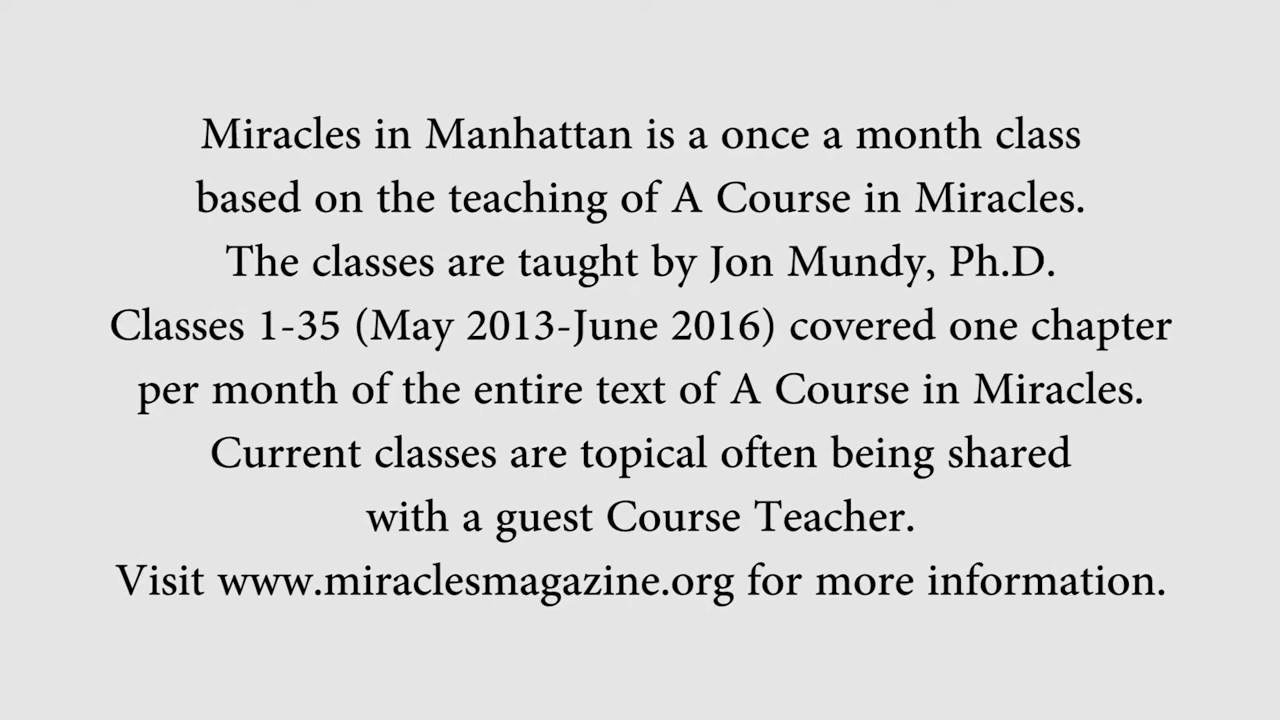 Miracles in Manhattan is a once a month class
based on the teaching of A Course in Miracles.
The classes are taught by Jon Mundy, Ph.D.
Classes 1-35 (May 2013-June 2016) covered one chapter
per month of the entire text of A Course in Miracles.
Current classes are topical often being shared
with a guest Course Teacher.
Visit www.miraclesmagazine.org for more information.